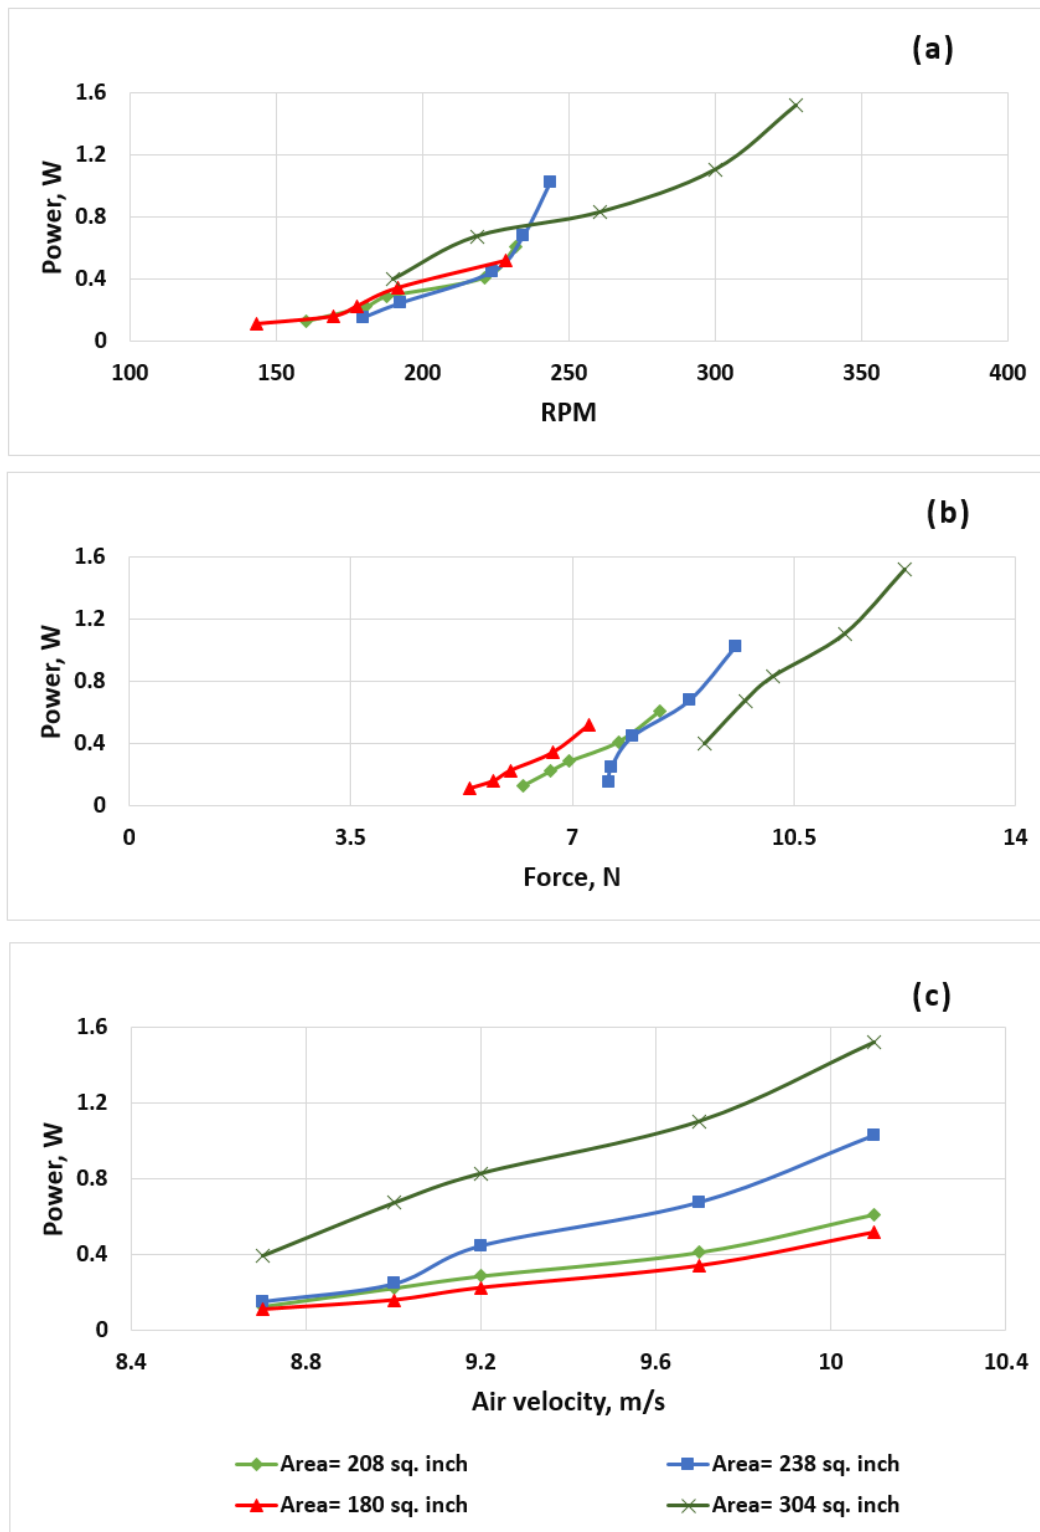 (a)
1.6
1.2
0.8
0.4
0
Power, W
100 150 200 250 300 350 400
RPM
(b)
1.6
1.2
0.8
0.4
0
Power, W
0 3.5 7 10.5 14
Force, N
(c)
1.6
1.2
0.8
0.4
0
Power, W
8.4 8.8 9.2 9.6 10 10.4
Air velocity, m/s
Area= 208 sq. inch Area= 238 sq. inch
Area= 180 sq. inch Area= 304 sq. inch